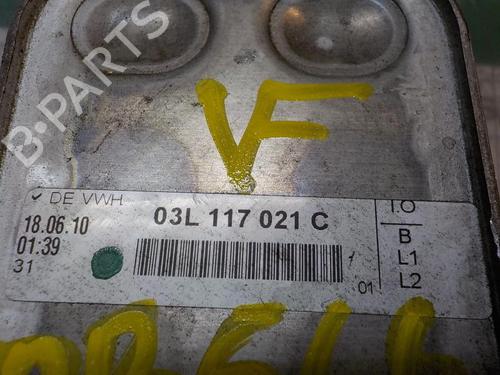 B-PARTS
VF
DE VWH
18.06.10
01:39
31
03L 117 021 C
01
I.O
B
L1
L2